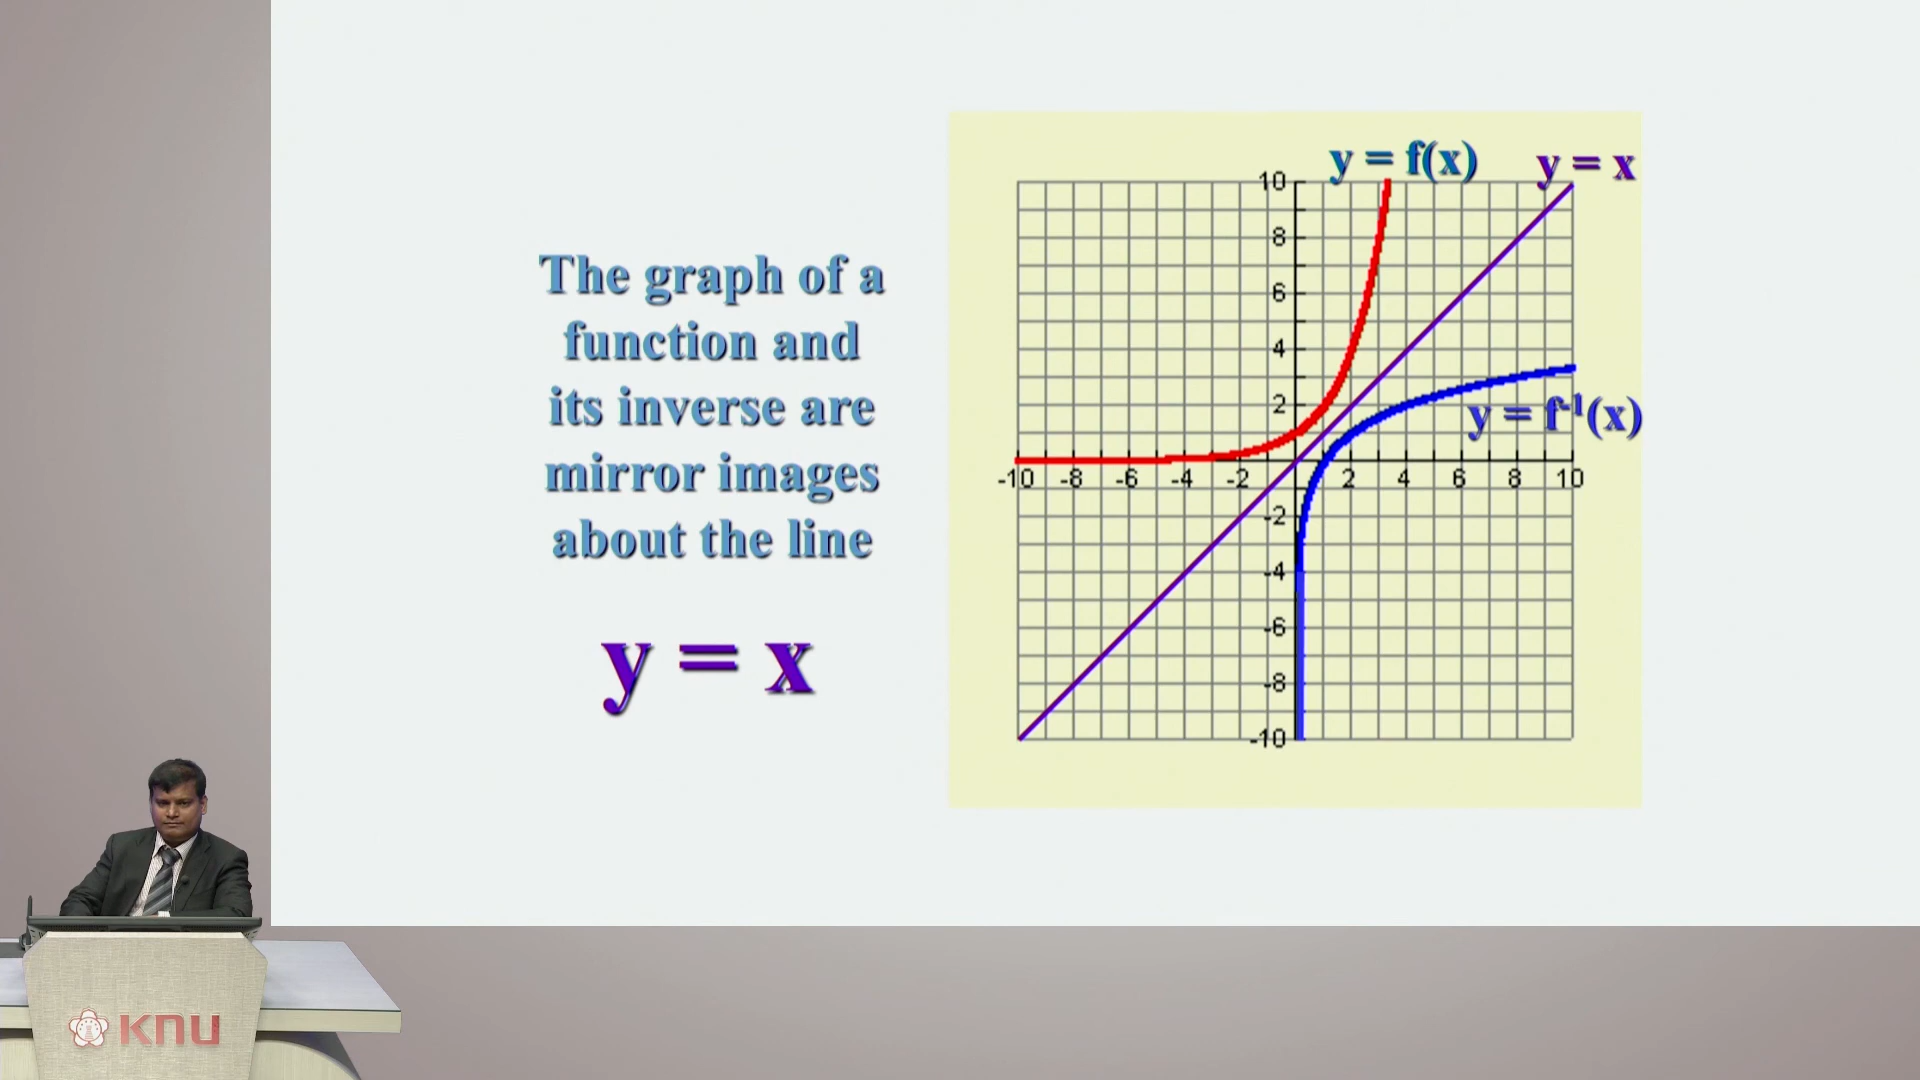 The graph of a
function and
its inverse are
mirror images
about the line
y = x
y = f(x)
y = x
y = f⁻¹(x)
10
8
6
4
2
-10 -8 -6 -4 -2 2 4 6 8 10
-2
-4
-6
-8
-10
KNU